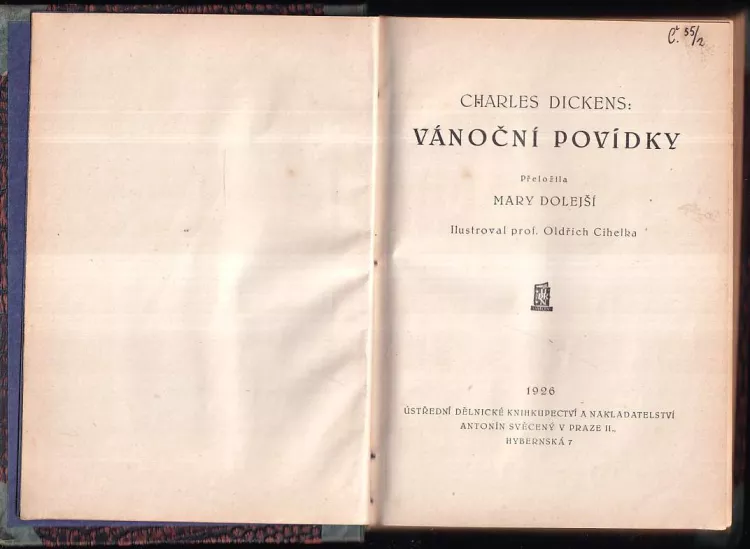 č. 35/2
CHARLES DICKENS:
VÁNOČNÍ POVÍDKY
Přeložila
MARY DOLEJŠÍ
Ilustroval prof. Oldřich Cihelka
1926
ÚSTŘEDNÍ DĚLNICKÉ KNIHKUPECTVÍ A NAKLADATELSTVÍ
ANTONÍN SVĚCENÝ V PRAZE II.,
HYBERNSKÁ 7